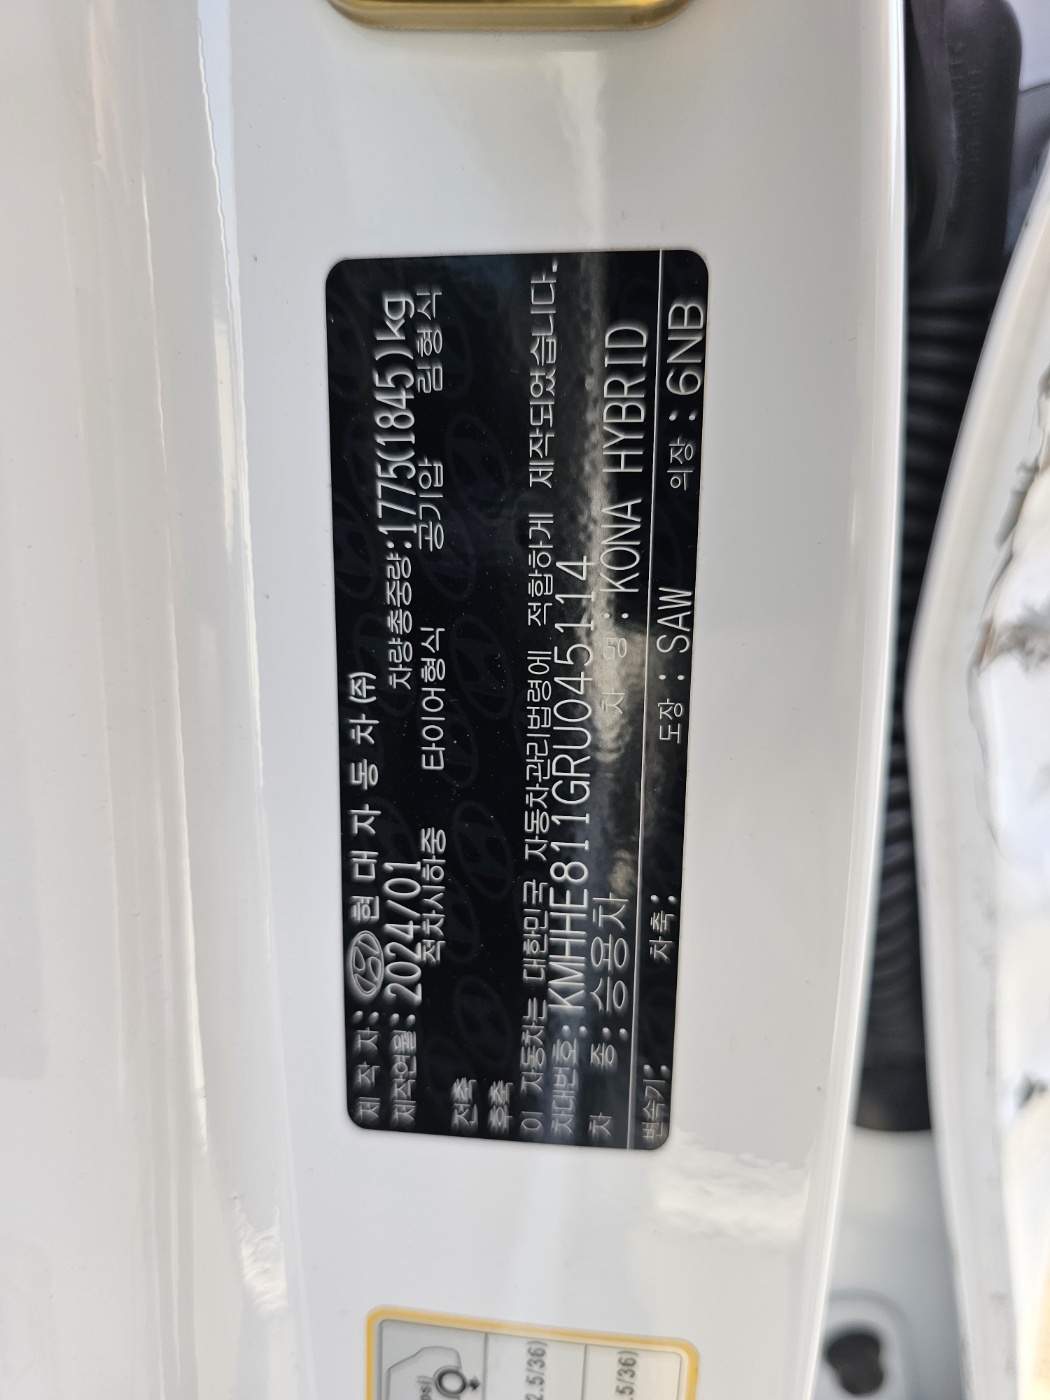 제 작 자 : 현 대 자 동 차 (주)
제작연월 : 2024/01 차량총중량 : 1775(1845)kg
적차시하중 타이어형식 공기압 림형식
전축
후축
이 자동차는 대한민국 자동차관리법령에 적합하게 제작되었습니다.
차대번호 : KMHHE811GRU045114
차 종 : 승용차 차 명 : KONA HYBRID
변속기 : 차축 : 도장 : SAW 의장 : 6NB
2.5/36)
.5/36)